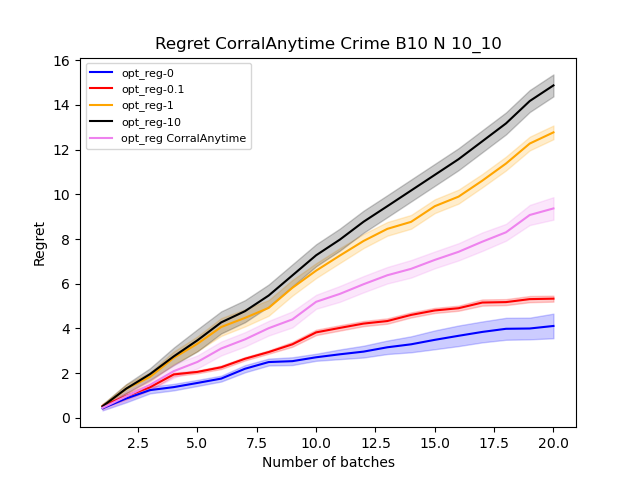 Regret CorralAnytime Crime B10 N 10_10
opt_reg-0
opt_reg-0.1
opt_reg-1
opt_reg-10
opt_reg CorralAnytime
Regret
16
14
12
10
8
6
4
2
0
2.5 5.0 7.5 10.0 12.5 15.0 17.5 20.0
Number of batches